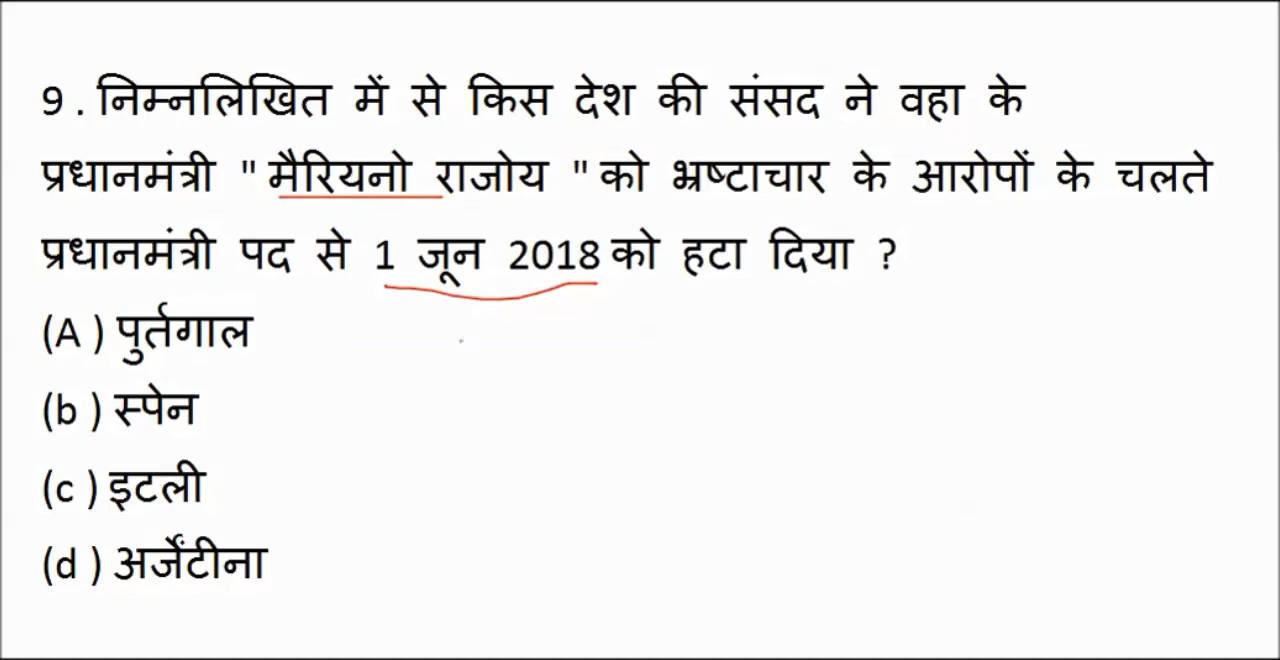 9 . निम्नलिखित में से किस देश की संसद ने वहा के
प्रधानमंत्री " मैरियनो राजोय " को भ्रष्टाचार के आरोपों के चलते
प्रधानमंत्री पद से 1 जून 2018 को हटा दिया ?
(A ) पुर्तगाल
(b ) स्पेन
(c ) इटली
(d ) अर्जेंटीना